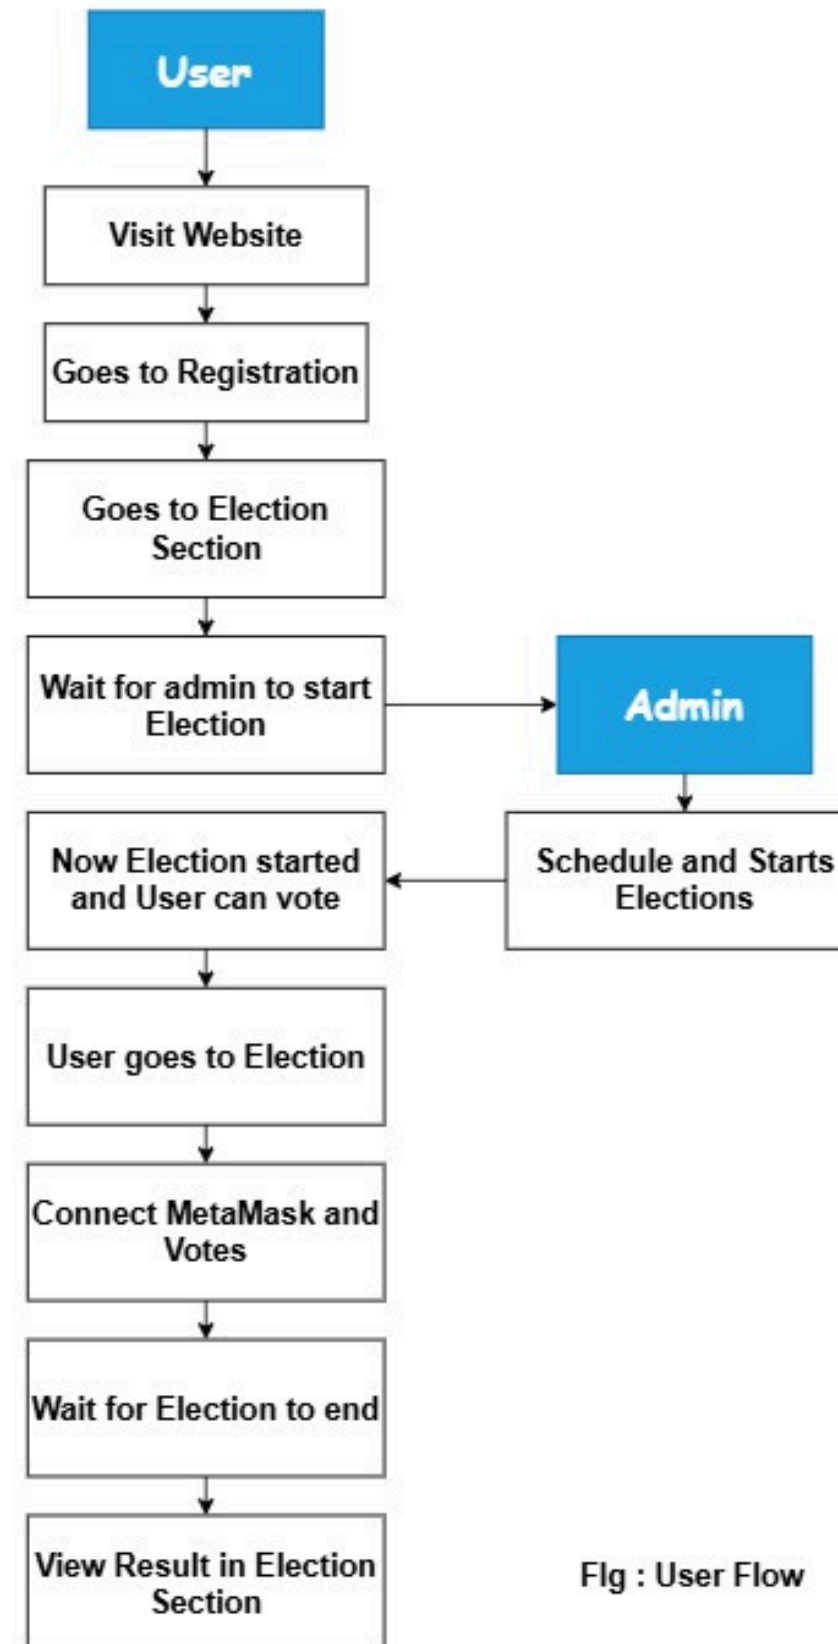 User
Visit Website
Goes to Registration
Goes to Election
Section
Wait for admin to start
Election
Admin
Schedule and Starts
Elections
Now Election started
and User can vote
User goes to Election
Connect MetaMask and
Votes
Wait for Election to end
View Result in Election
Section
FIg : User Flow